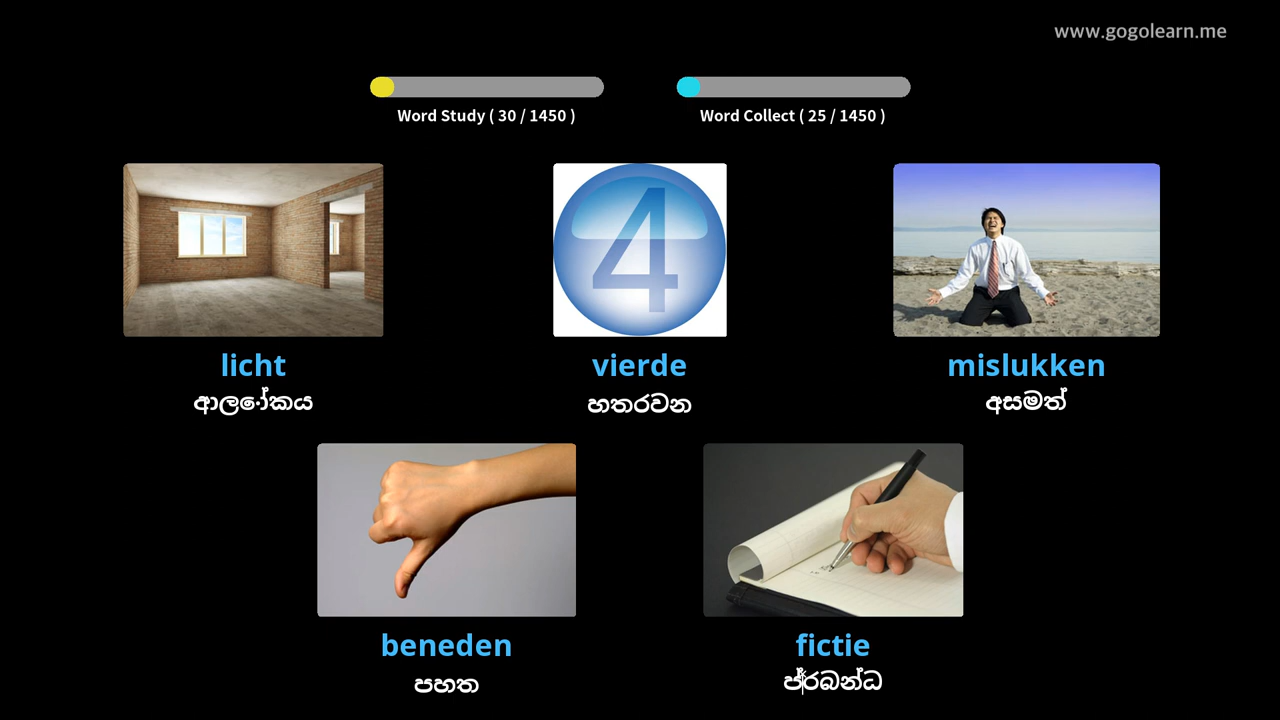 www.gogolearn.me
Word Study ( 30 / 1450 )
Word Collect ( 25 / 1450 )
4
licht
vierde
mislukken
ආලෝකය
හතරවන
අසමත්
beneden
fictie
පහත
ප්‍රබන්ධ